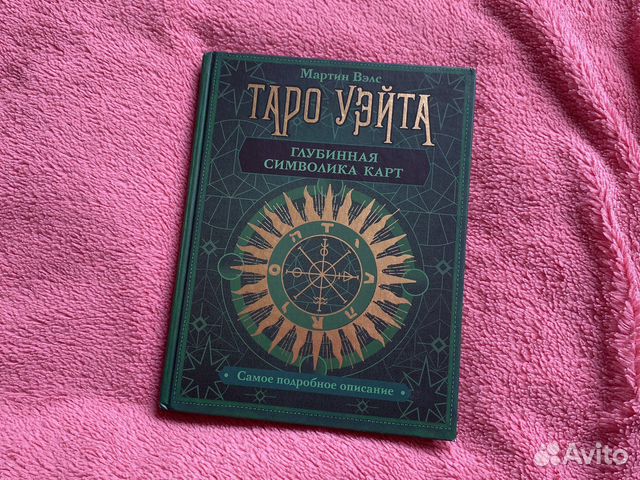 Мартин Вэлс
ТАРО УЭЙТА
ГЛУБИННАЯ
СИМВОЛИКА КАРТ
• Самое подробное описание •
Avito